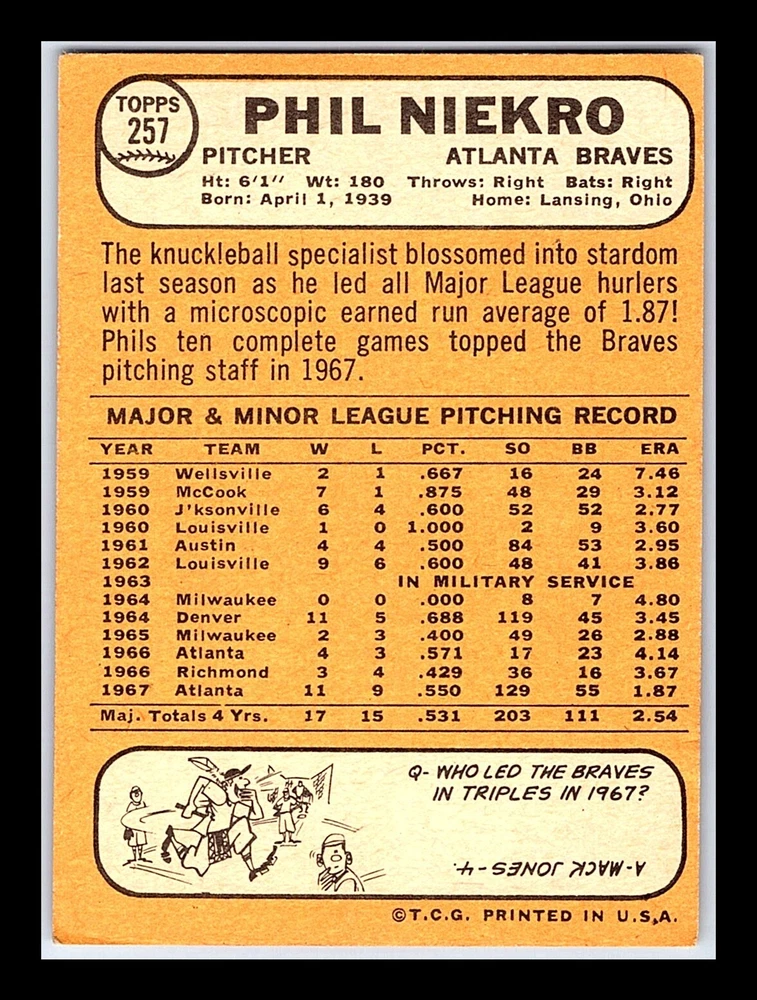 TOPPS
257
PHIL NIEKRO
PITCHER ATLANTA BRAVES
Ht: 6'1" Wt: 180 Throws: Right Bats: Right
Born: April 1, 1939 Home: Lansing, Ohio
The knuckleball specialist blossomed into stardom
last season as he led all Major League hurlers
with a microscopic earned run average of 1.87!
Phils ten complete games topped the Braves
pitching staff in 1967.
MAJOR & MINOR LEAGUE PITCHING RECORD
YEAR TEAM W L PCT. SO BB ERA
1959 Wellsville 2 1 .667 16 24 7.46
1959 McCook 7 1 .875 48 29 3.12
1960 J'ksonville 6 4 .600 52 52 2.77
1960 Louisville 1 0 1.000 2 9 3.60
1961 Austin 4 4 .500 84 53 2.95
1962 Louisville 9 6 .600 48 41 3.86
1963 IN MILITARY SERVICE
1964 Milwaukee 0 0 .000 8 7 4.80
1964 Denver 11 5 .688 119 45 3.45
1965 Milwaukee 2 3 .400 49 26 2.88
1966 Atlanta 4 3 .571 17 23 4.14
1966 Richmond 3 4 .429 36 16 3.67
1967 Atlanta 11 9 .550 129 55 1.87
Maj. Totals 4 Yrs. 17 15 .531 203 111 2.54
Q- WHO LED THE BRAVES
IN TRIPLES IN 1967?
A-MACK JONES-4.
©T.C.G. PRINTED IN U.S.A.